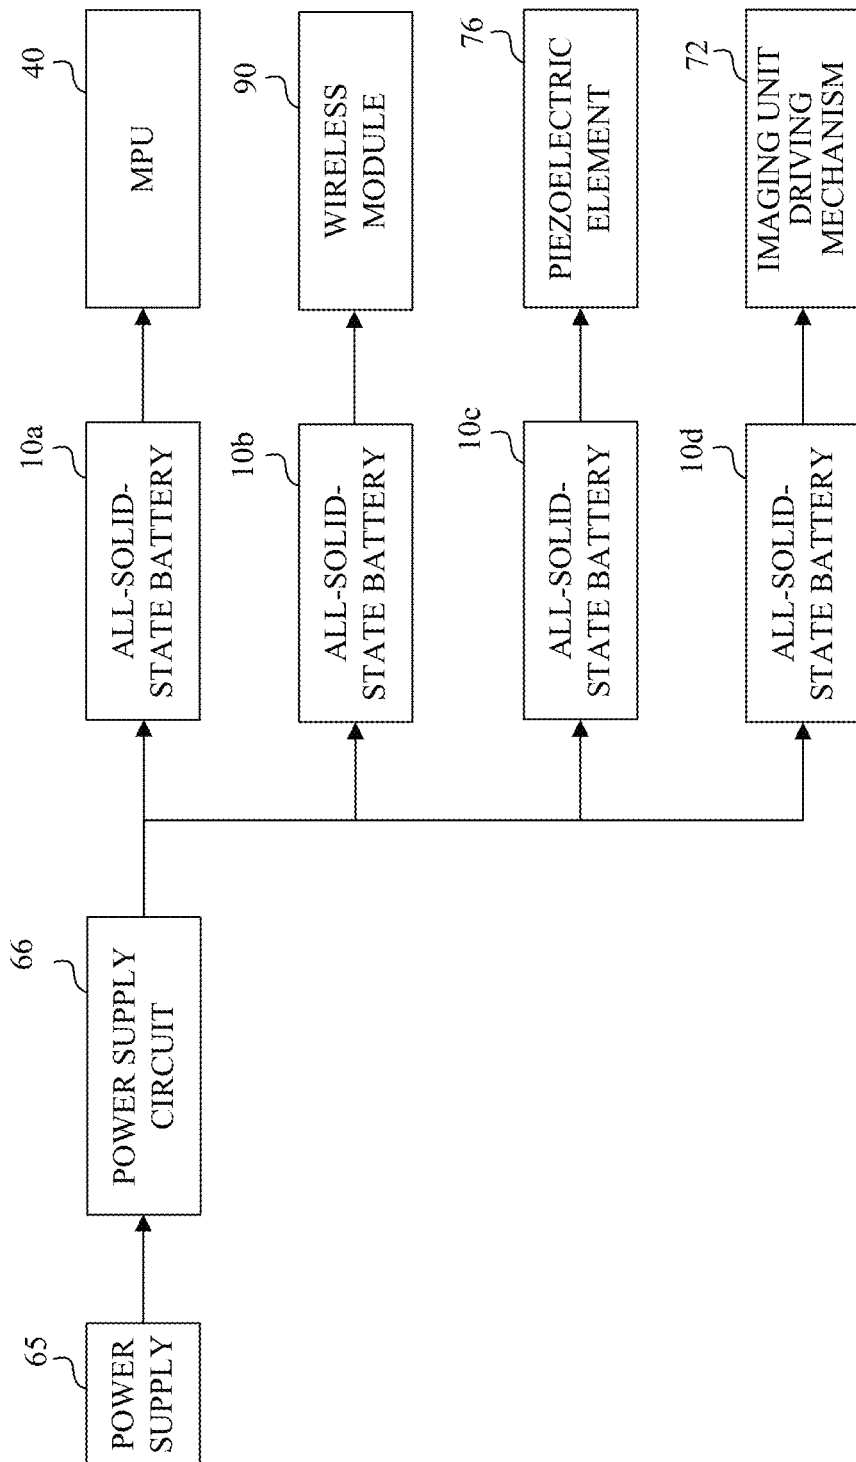 65
POWER
SUPPLY
66
POWER SUPPLY
CIRCUIT
10a
ALL-SOLID-
STATE BATTERY
40
MPU
10b
ALL-SOLID-
STATE BATTERY
90
WIRELESS
MODULE
10c
ALL-SOLID-
STATE BATTERY
76
PIEZOELECTRIC
ELEMENT
10d
ALL-SOLID-
STATE BATTERY
72
IMAGING UNIT
DRIVING
MECHANISM